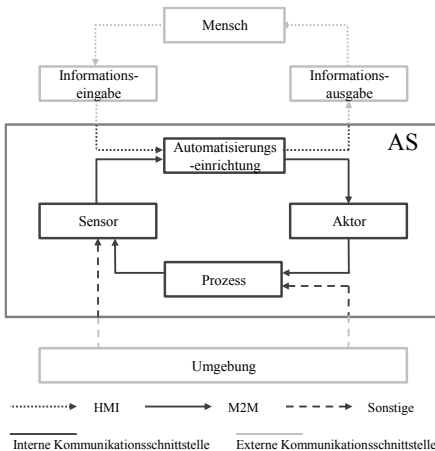 Mensch
Informations-
eingabe
Informations-
ausgabe
AS
Automatisierungs
-einrichtung
Sensor
Aktor
Prozess
Umgebung
HMI
M2M
Sonstige
Interne Kommunikationsschnittstelle
Externe Kommunikationsschnittstelle